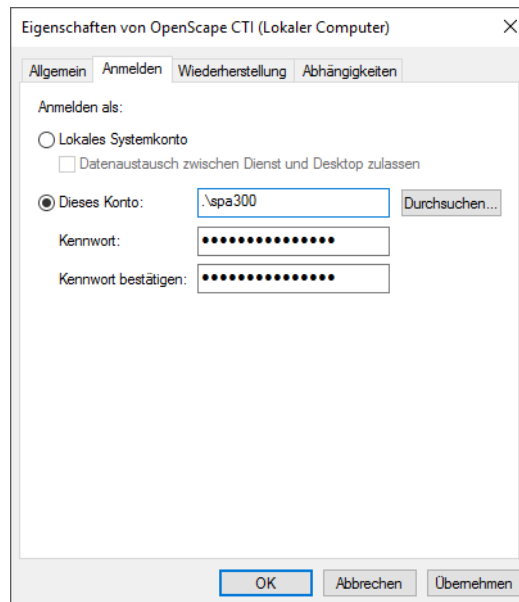 Eigenschaften von OpenScape CTI (Lokaler Computer)
Allgemein Anmelden Wiederherstellung Abhängigkeiten
Anmelden als:
Lokales Systemkonto
Datenaustausch zwischen Dienst und Desktop zulassen
Dieses Konto: .\spa300 Durchsuchen...
Kennwort: ●●●●●●●●●●●●●●●
Kennwort bestätigen: ●●●●●●●●●●●●●●●
OK Abbrechen Übernehmen